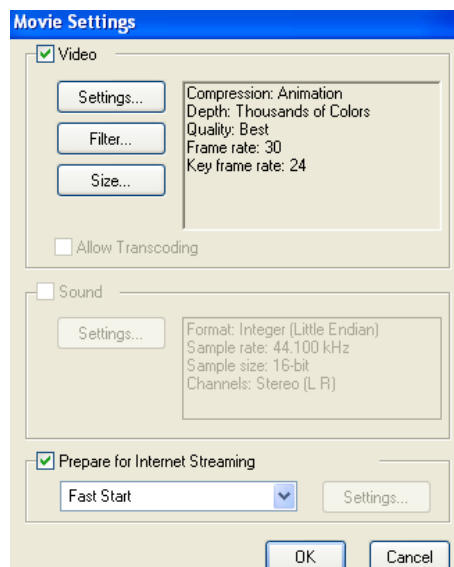 Movie Settings
Video
Settings...
Filter...
Size...
Compression: Animation
Depth: Thousands of Colors
Quality: Best
Frame rate: 30
Key frame rate: 24
Allow Transcoding
Sound
Settings...
Format: Integer (Little Endian)
Sample rate: 44.100 kHz
Sample size: 16-bit
Channels: Stereo (L R)
Prepare for Internet Streaming
Fast Start
Settings...
OK
Cancel